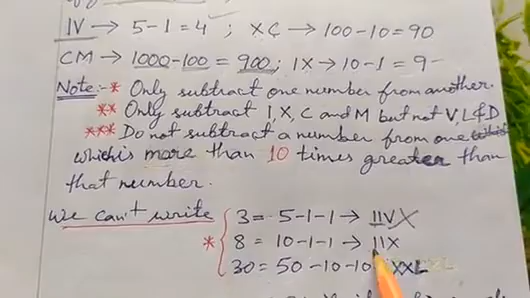 IV → 5-1=4 ; XC → 100-10=90
CM → 1000-100=900; IX → 10-1=9
Note:-* Only subtract one number from another.
** Only subtract I, X, C and M but not V, L & D
*** Do not subtract a number from one
which is more than 10 times greater than
that number.
We can't write 3= 5-1-1 → IIV X
* 8 = 10-1-1 → IIX
30=50-10-10 XXL